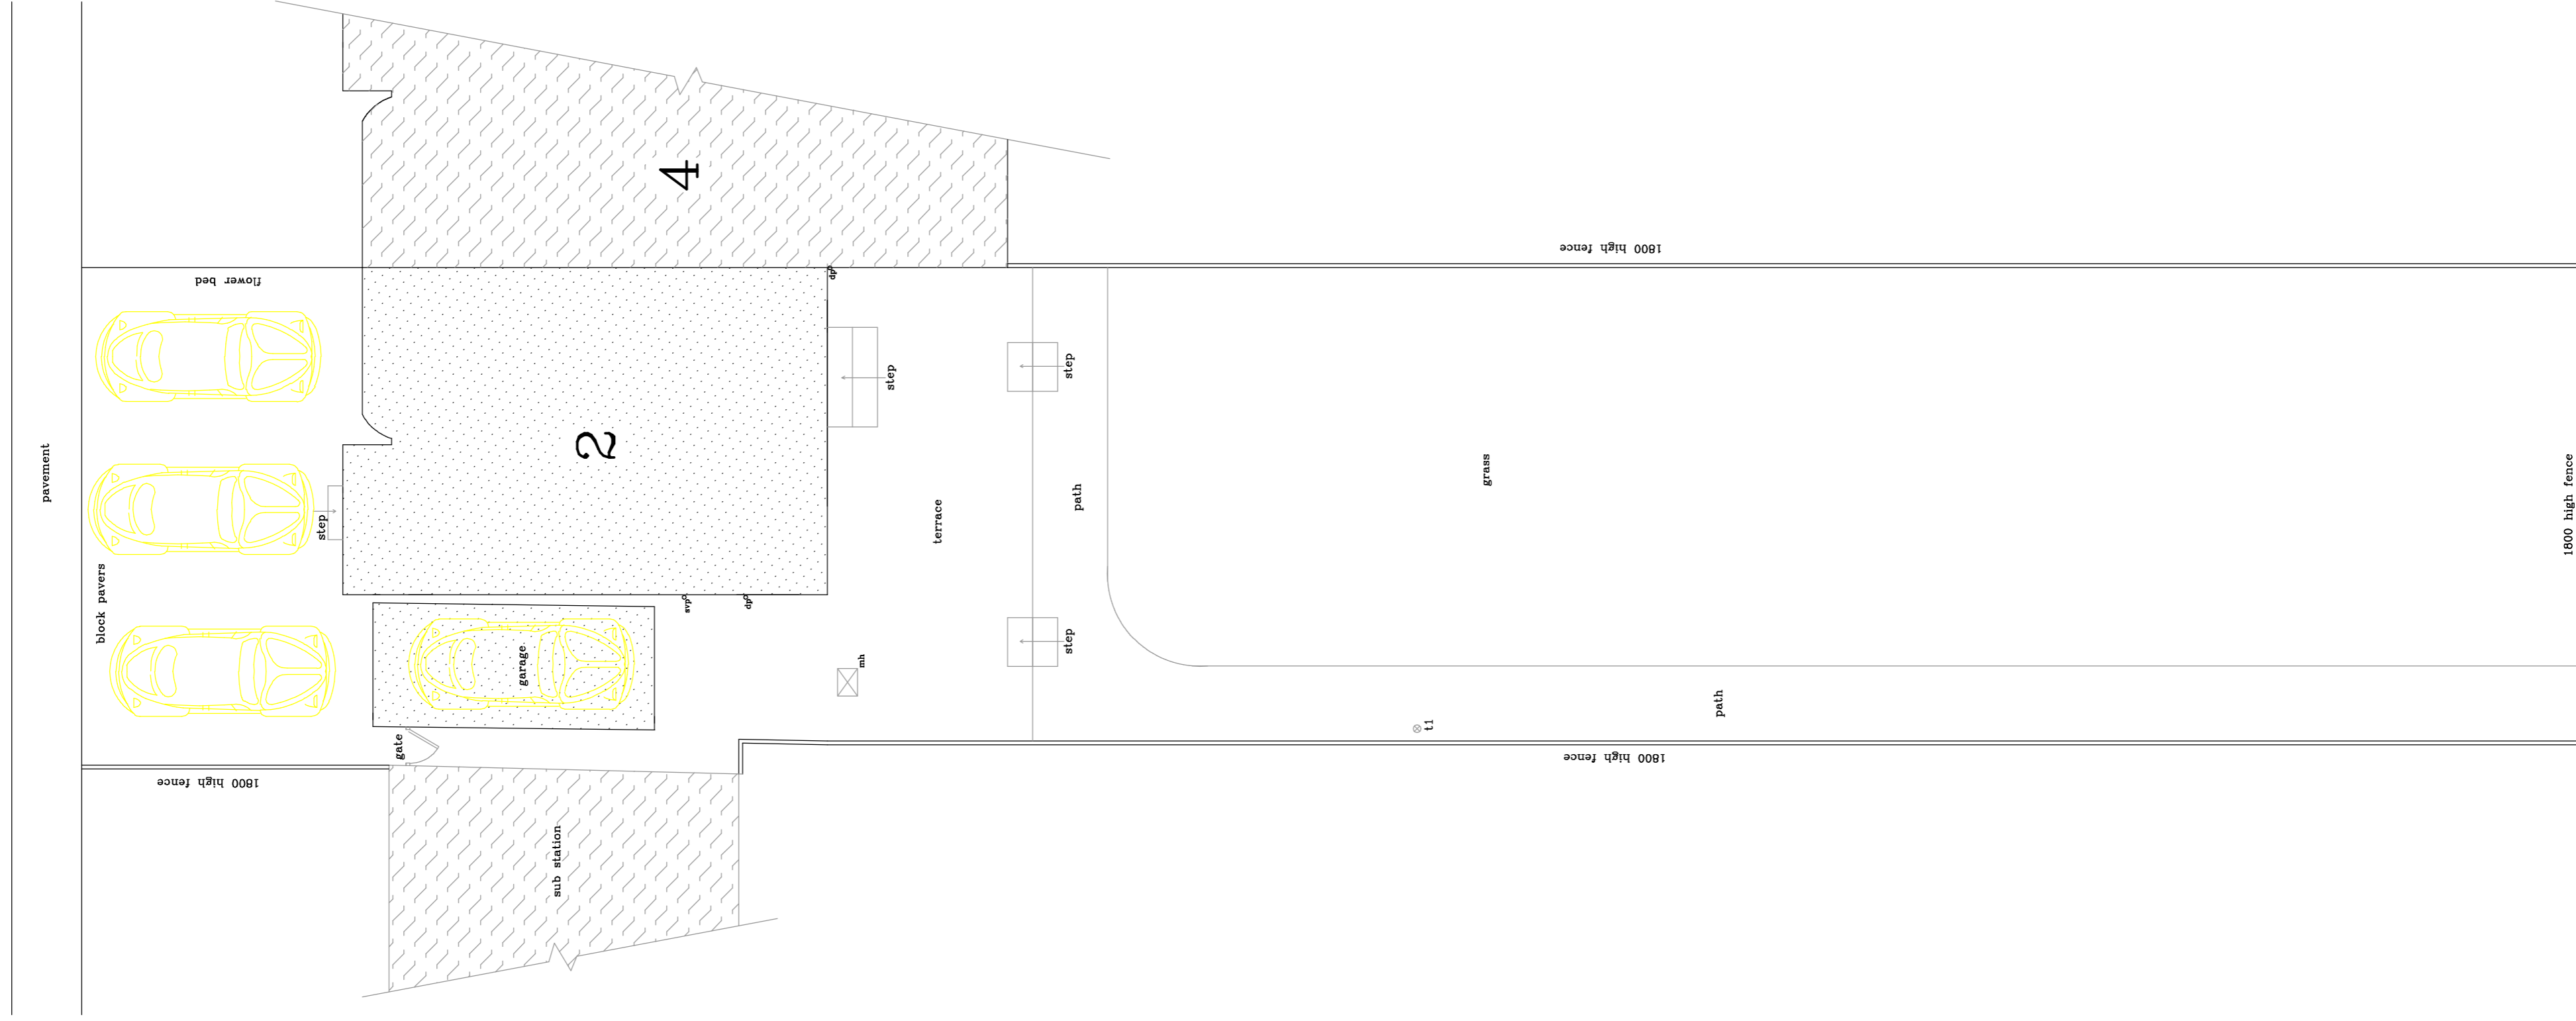 pavement
block pavers
flower bed
1800 high fence
step
gate
garage
sub station
2
4
svp
dp
dp
mh
step
terrace
step
step
path
t1
grass
path
1800 high fence
1800 high fence
1800 high fence